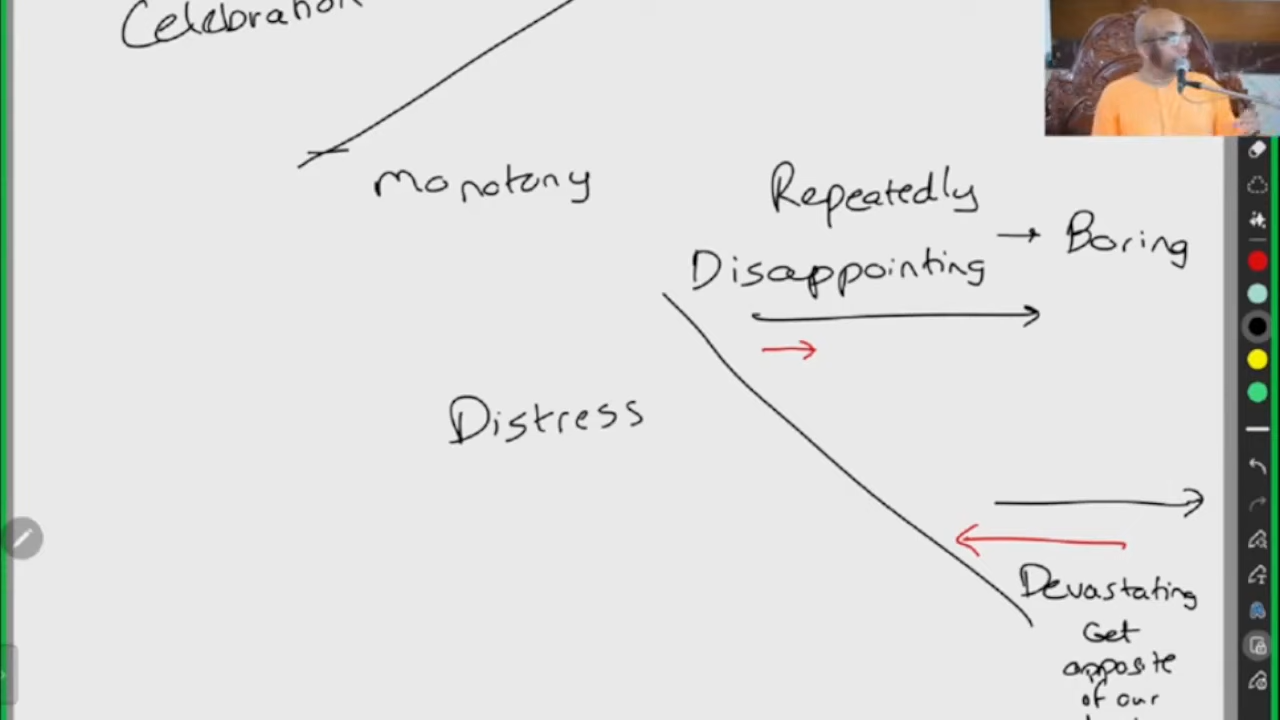 Celebration
Monotony
Repeatedly
Disappointing → Boring
Distress
Devastating
Get
opposite
of our